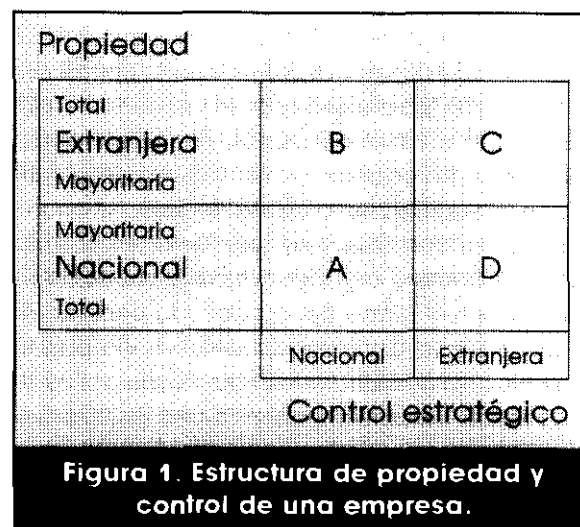 Propiedad
Total
Extranjera B C
Mayoritaria
Mayoritaria
Nacional A D
Total
Nacional Extranjera
Control estratégico
Figura 1. Estructura de propiedad y
control de una empresa.